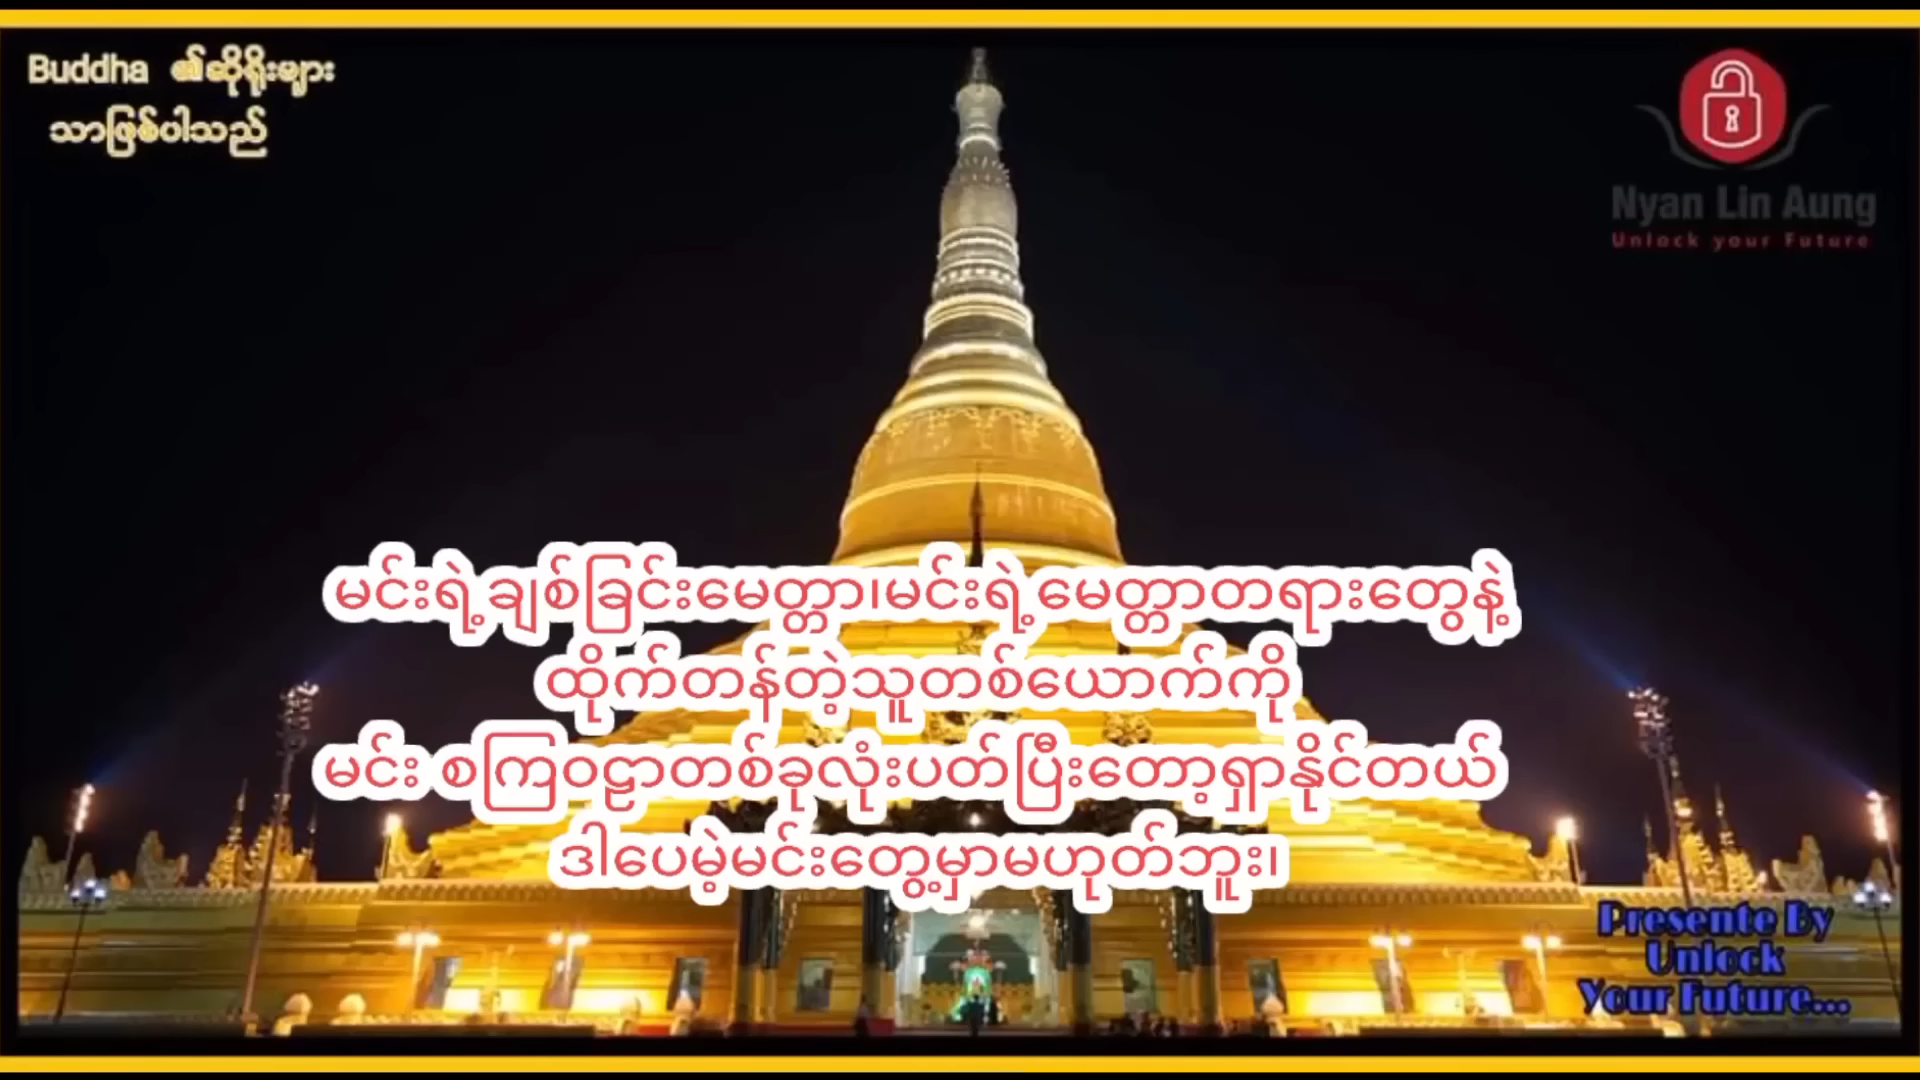 Buddha ၏ဆိုရိုးများ
သာဖြစ်ပါသည်
Nyan Lin Aung
Unlock your Future
မင်းရဲ့ချစ်ခြင်းမေတ္တာ၊မင်းရဲ့မေတ္တာတရားတွေနဲ့
ထိုက်တန်တဲ့သူတစ်ယောက်ကို
မင်း စကြဝဠာတစ်ခုလုံးပတ်ပြီးတော့ရှာနိုင်တယ်
ဒါပေမဲ့မင်းတွေ့မှာမဟုတ်ဘူး၊
Presente By
Unlock
Your Future...